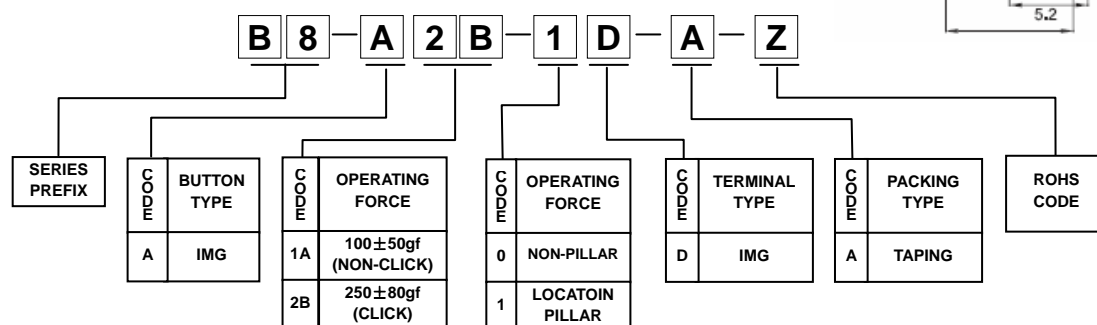 5.2
B 8 — A 2 B — 1 D — A — Z
SERIES
PREFIX
CODE
BUTTON
TYPE
A
IMG
CODE
OPERATING
FORCE
1A
100±50gf
(NON-CLICK)
2B
250±80gf
(CLICK)
CODE
OPERATING
FORCE
0
NON-PILLAR
1
LOCATOIN
PILLAR
CODE
TERMINAL
TYPE
D
IMG
CODE
PACKING
TYPE
A
TAPING
ROHS
CODE